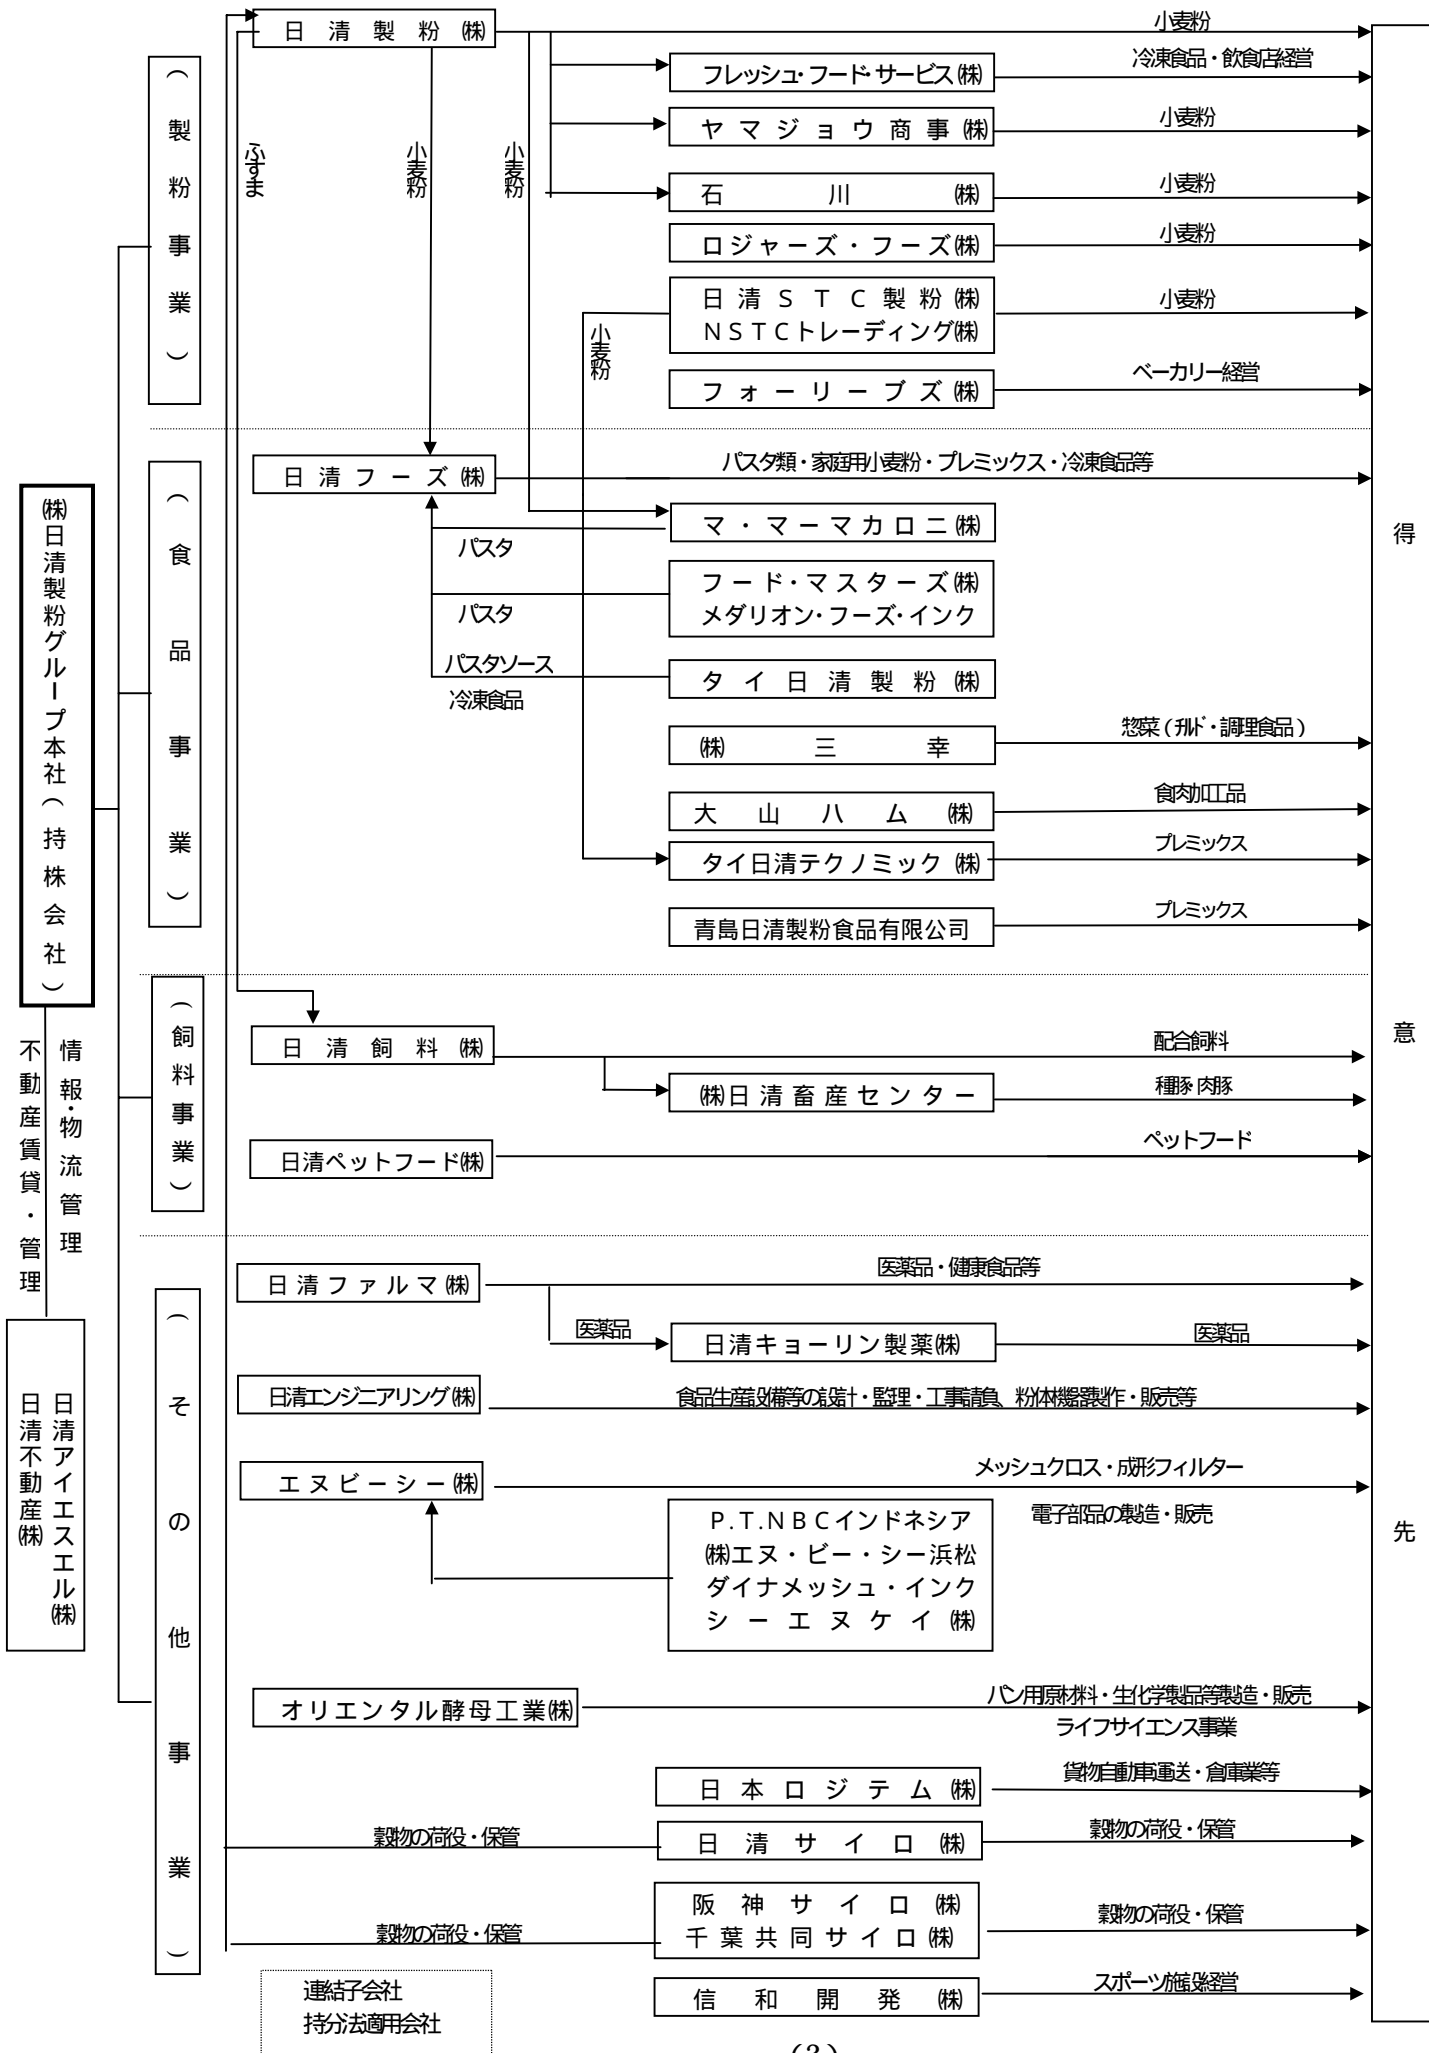 日清製粉㈱
小麦粉
フレッシュ・フード・サービス㈱
冷凍食品・飲食店経営
ヤマジョウ商事㈱
小麦粉
石川㈱
小麦粉
ロジャーズ・フーズ㈱
小麦粉
日清STC製粉㈱
NSTCトレーディング㈱
小麦粉
フォーリーブズ㈱
ベーカリー経営
(製粉事業)
ふすま
小麦粉
小麦粉
小麦粉
日清フーズ㈱
パスタ類・家庭用小麦粉・プレミックス・冷凍食品等
マ・マーマカロニ㈱
パスタ
フード・マスターズ㈱
メダリオン・フーズ・インク
パスタ
タイ日清製粉㈱
パスタソース
冷凍食品
㈱三幸
惣菜(チルド・調理食品)
大山ハム㈱
食肉加工品
タイ日清テクノミック㈱
プレミックス
青島日清製粉食品有限公司
プレミックス
(食品事業)
㈱日清製粉グループ本社(持株会社)
得意先
(飼料事業)
日清飼料㈱
配合飼料
㈱日清畜産センター
種豚・肉豚
日清ペットフード㈱
ペットフード
情報・物流管理
不動産賃貸・管理
日清アイエスエル㈱
日清不動産㈱
(その他事業)
日清ファルマ㈱
医薬品・健康食品等
医薬品
日清キョーリン製薬㈱
医薬品
日清エンジニアリング㈱
食品生産設備等の設計・監理・工事請負、粉体機器製作・販売等
エヌビーシー㈱
メッシュクロス・成形フィルター
電子部品の製造・販売
P.T.NBCインドネシア
㈱エヌ・ビー・シー浜松
ダイナメッシュ・インク
シーエヌケイ㈱
オリエンタル酵母工業㈱
パン用原材料・生化学製品等製造・販売
ライフサイエンス事業
日本ロジテム㈱
貨物自動車運送・倉庫業等
穀物の荷役・保管
日清サイロ㈱
穀物の荷役・保管
阪神サイロ㈱
千葉共同サイロ㈱
穀物の荷役・保管
穀物の荷役・保管
信和開発㈱
スポーツ施設経営
連結子会社
持分法適用会社